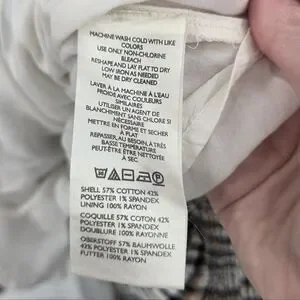 MACHINE WASH COLD WITH LIKE
COLORS
USE ONLY NON-CHLORINE
BLEACH
RESHAPE AND LAY FLAT TO DRY
LOW IRON AS NEEDED
MAY BE DRY CLEANED
LAVER À LA MACHINE À L'EAU
FROIDE AVEC COULEURS
SIMILAIRES
UTILISER UN AGENT DE
BLANCHIMENT SANS CHLORE SI
NÉCESSAIRE
METTRE EN FORME ET SÉCHER
À PLAT
REPASSER, AU BESOIN, À TRÈS
BASSE TEMPÉRATURE
PEUT-ÊTRE ÊTRE NETTOYÉE
À SEC
SHELL 57% COTTON 42%
POLYESTER 1% SPANDEX
LINING 100% RAYON
COQUILLE 57% COTON 42%
POLYESTER 1% SPANDEX
DOUBLURE 100% RAYONNE
OBERSTOFF 57% BAUMWOLLE
42% POLYESTER 1% SPANDEX
FUTTER 100% RAYON